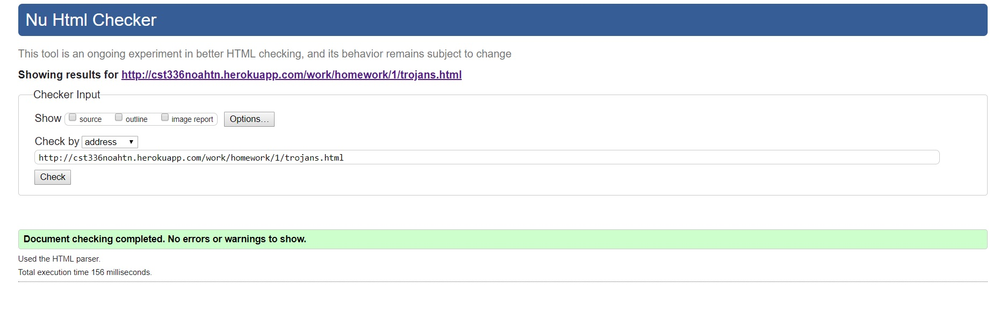 Nu Html Checker
This tool is an ongoing experiment in better HTML checking, and its behavior remains subject to change
Showing results for http://cst336noahtn.herokuapp.com/work/homework/1/trojans.html
Checker Input
Show source outline image report Options...
Check by address
http://cst336noahtn.herokuapp.com/work/homework/1/trojans.html
Check
Document checking completed. No errors or warnings to show.
Used the HTML parser.
Total execution time 156 milliseconds.